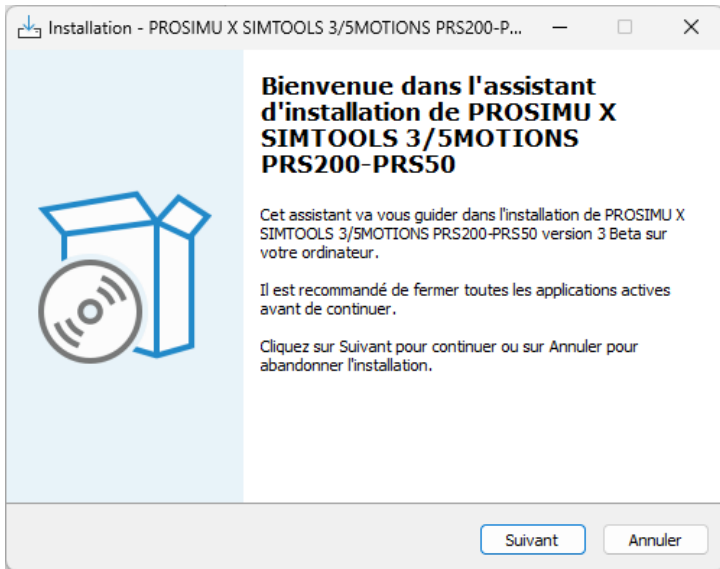 Installation - PROSIMU X SIMTOOLS 3/5MOTIONS PRS200-P...
Bienvenue dans l'assistant
d'installation de PROSIMU X
SIMTOOLS 3/5MOTIONS
PRS200-PRS50
Cet assistant va vous guider dans l'installation de PROSIMU X
SIMTOOLS 3/5MOTIONS PRS200-PRS50 version 3 Beta sur
votre ordinateur.
Il est recommandé de fermer toutes les applications actives
avant de continuer.
Cliquez sur Suivant pour continuer ou sur Annuler pour
abandonner l'installation.
Suivant
Annuler